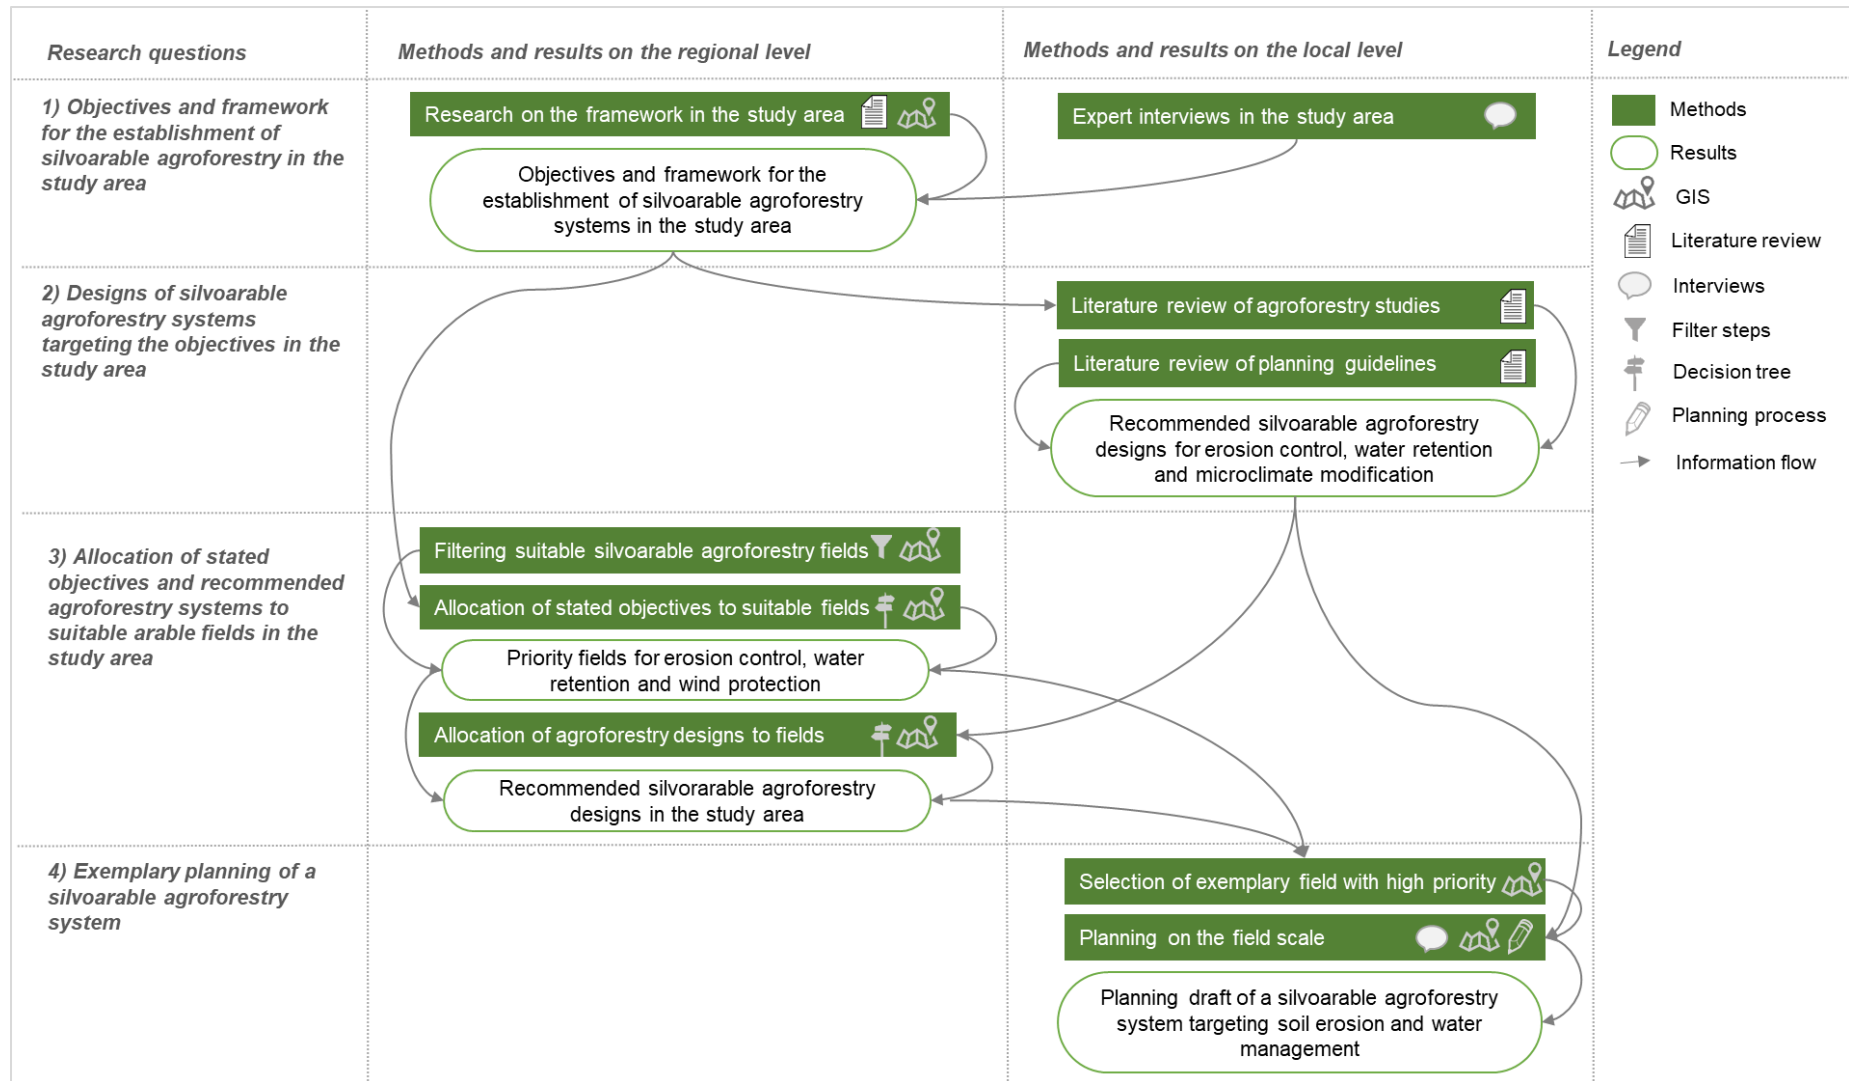 Research questions
Methods and results on the regional level
Methods and results on the local level
Legend
1) Objectives and framework
for the establishment of
silvoarable agroforestry in the
study area
Research on the framework in the study area
Objectives and framework for the
establishment of silvoarable agroforestry
systems in the study area
Expert interviews in the study area
2) Designs of silvoarable
agroforestry systems
targeting the objectives in the
study area
Literature review of agroforestry studies
Literature review of planning guidelines
Recommended silvoarable agroforestry
designs for erosion control, water retention
and microclimate modification
3) Allocation of stated
objectives and recommended
agroforestry systems to
suitable arable fields in the
study area
Filtering suitable silvoarable agroforestry fields
Allocation of stated objectives to suitable fields
Priority fields for erosion control, water
retention and wind protection
Allocation of agroforestry designs to fields
Recommended silvorarable agroforestry
designs in the study area
4) Exemplary planning of a
silvoarable agroforestry
system
Selection of exemplary field with high priority
Planning on the field scale
Planning draft of a silvoarable agroforestry
system targeting soil erosion and water
management
Methods
Results
GIS
Literature review
Interviews
Filter steps
Decision tree
Planning process
Information flow